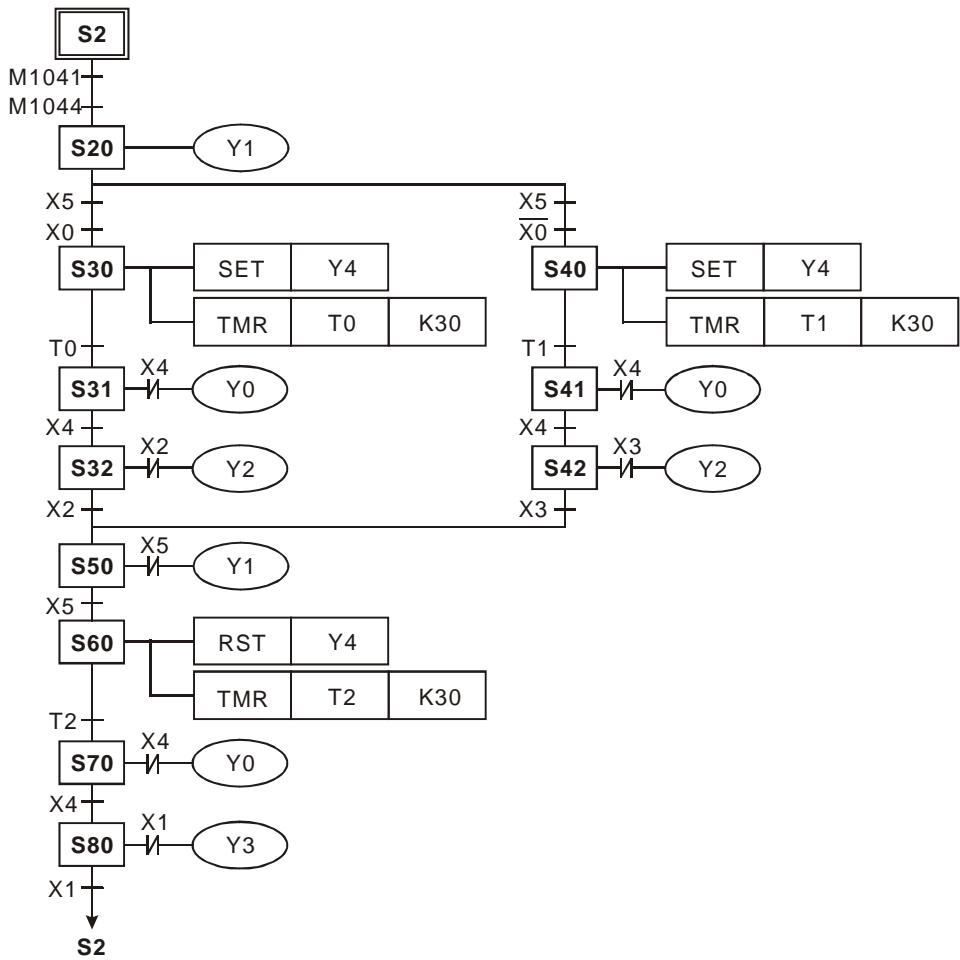 S2
M1041
M1044
S20 Y1
X5 X5
X0 X̅0̅
S30 SET Y4 S40 SET Y4
TMR T0 K30 TMR T1 K30
T0 T1
X4 X4
S31 Y0 S41 Y0
X4 X4
X2 X3
S32 Y2 S42 Y2
X2 X3
X5
S50 Y1
X5
S60 RST Y4
TMR T2 K30
T2
X4
S70 Y0
X4
X1
S80 Y3
X1
S2